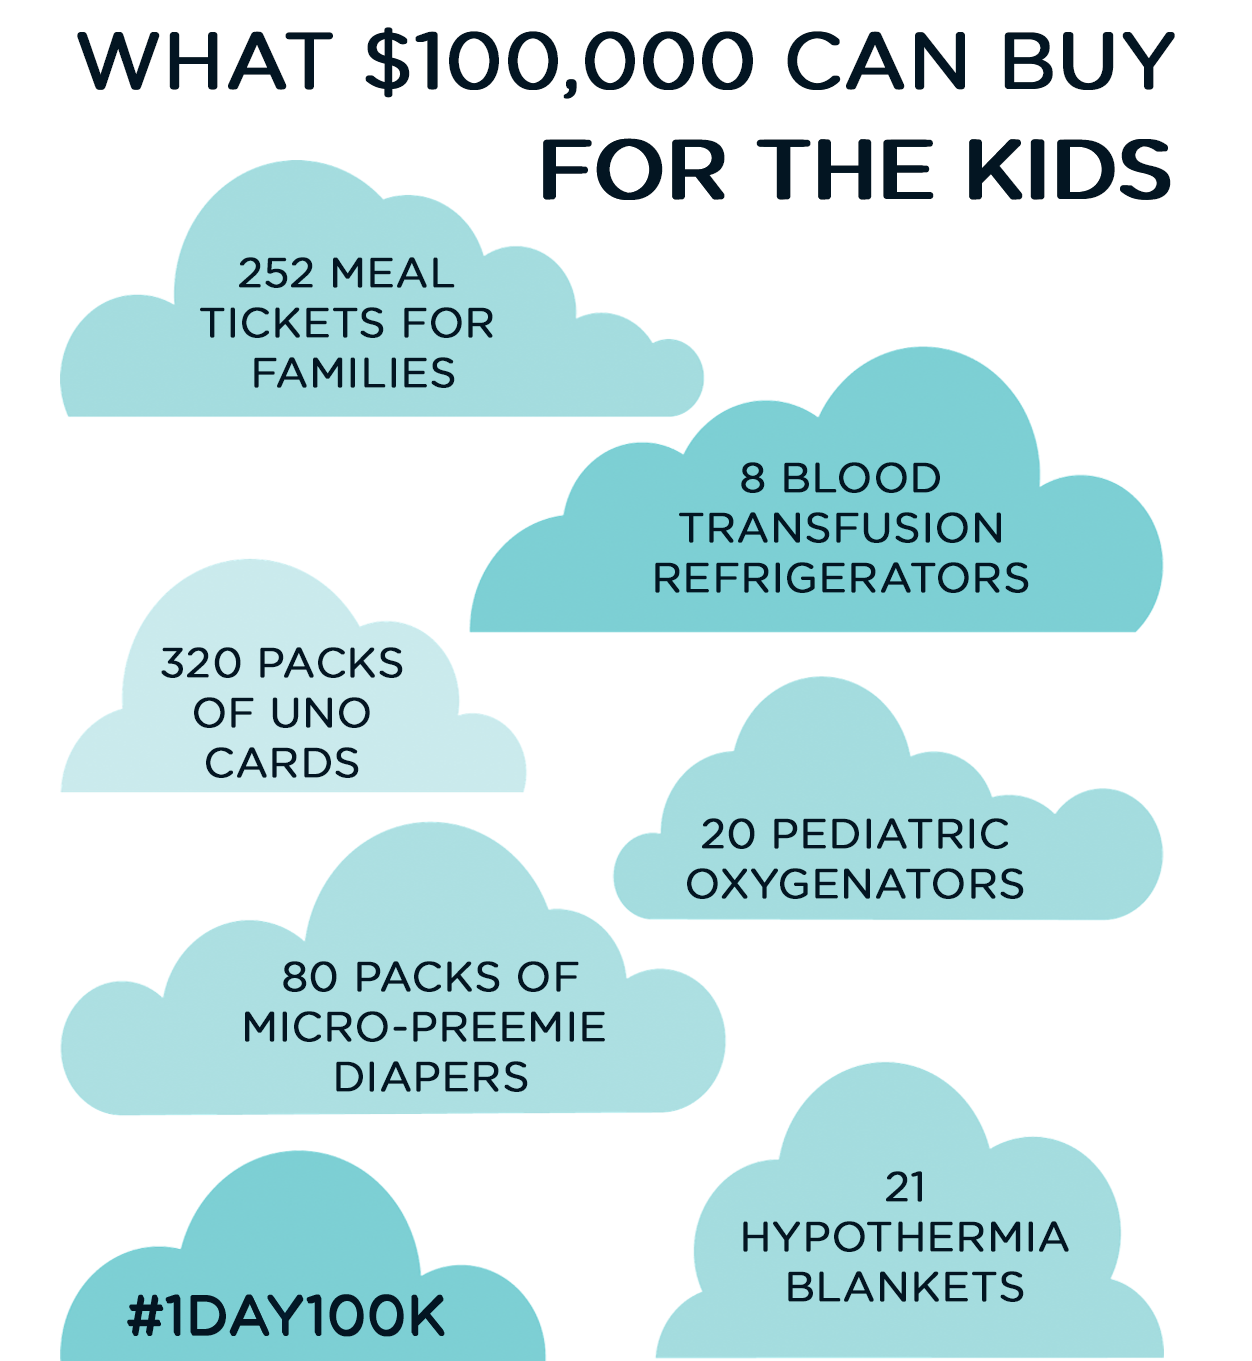 WHAT $100,000 CAN BUY
FOR THE KIDS
252 MEAL
TICKETS FOR
FAMILIES
8 BLOOD
TRANSFUSION
REFRIGERATORS
320 PACKS
OF UNO
CARDS
20 PEDIATRIC
OXYGENATORS
80 PACKS OF
MICRO-PREEMIE
DIAPERS
21
HYPOTHERMIA
BLANKETS
#1DAY100K